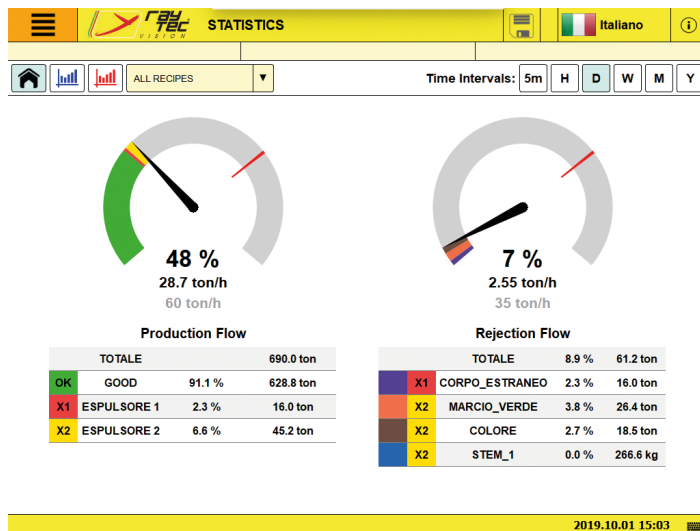 raytec VISION STATISTICS Italiano i
ALL RECIPES Time Intervals: 5m H D W M Y
48 %
28.7 ton/h
60 ton/h
7 %
2.55 ton/h
35 ton/h
Production Flow
TOTALE 690.0 ton
OK GOOD 91.1 % 628.8 ton
X1 ESPULSORE 1 2.3 % 16.0 ton
X2 ESPULSORE 2 6.6 % 45.2 ton
Rejection Flow
TOTALE 8.9 % 61.2 ton
X1 CORPO_ESTRANEO 2.3 % 16.0 ton
X2 MARCIO_VERDE 3.8 % 26.4 ton
X2 COLORE 2.7 % 18.5 ton
X2 STEM_1 0.0 % 266.6 kg
2019.10.01 15:03